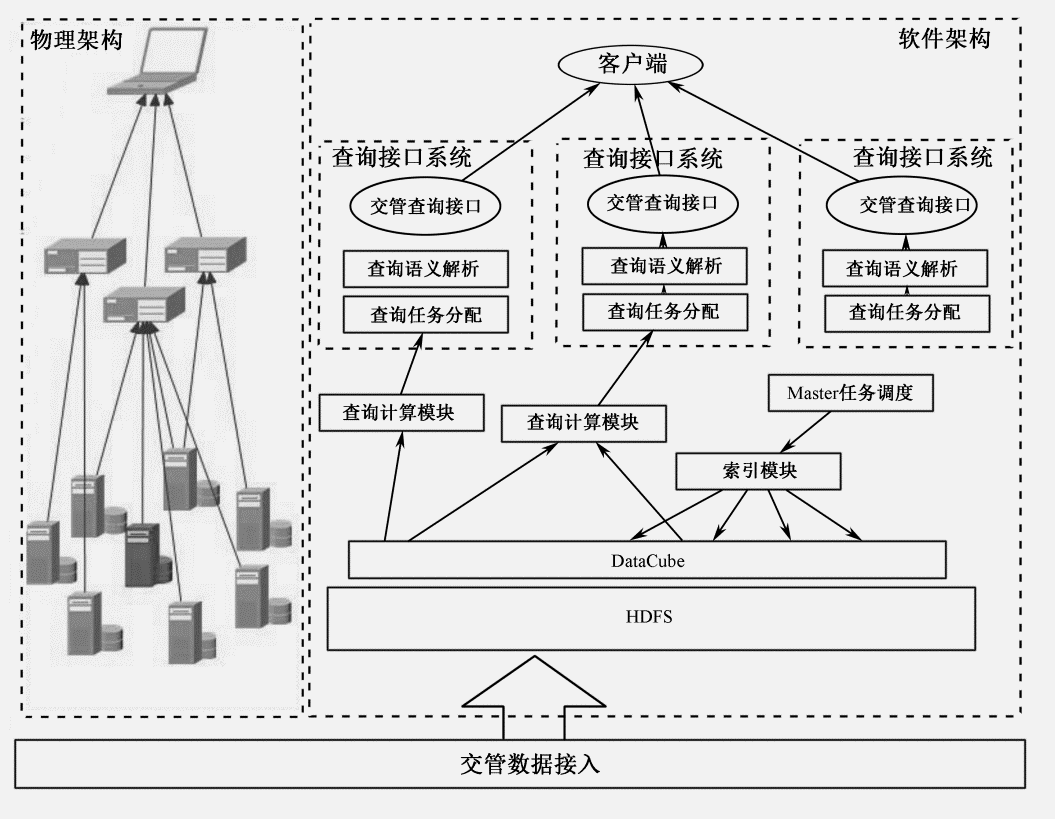 物理架构
软件架构
客户端
查询接口系统
查询接口系统
查询接口系统
交管查询接口
交管查询接口
交管查询接口
查询语义解析
查询语义解析
查询语义解析
查询任务分配
查询任务分配
查询任务分配
Master任务调度
查询计算模块
查询计算模块
索引模块
DataCube
HDFS
交管数据接入